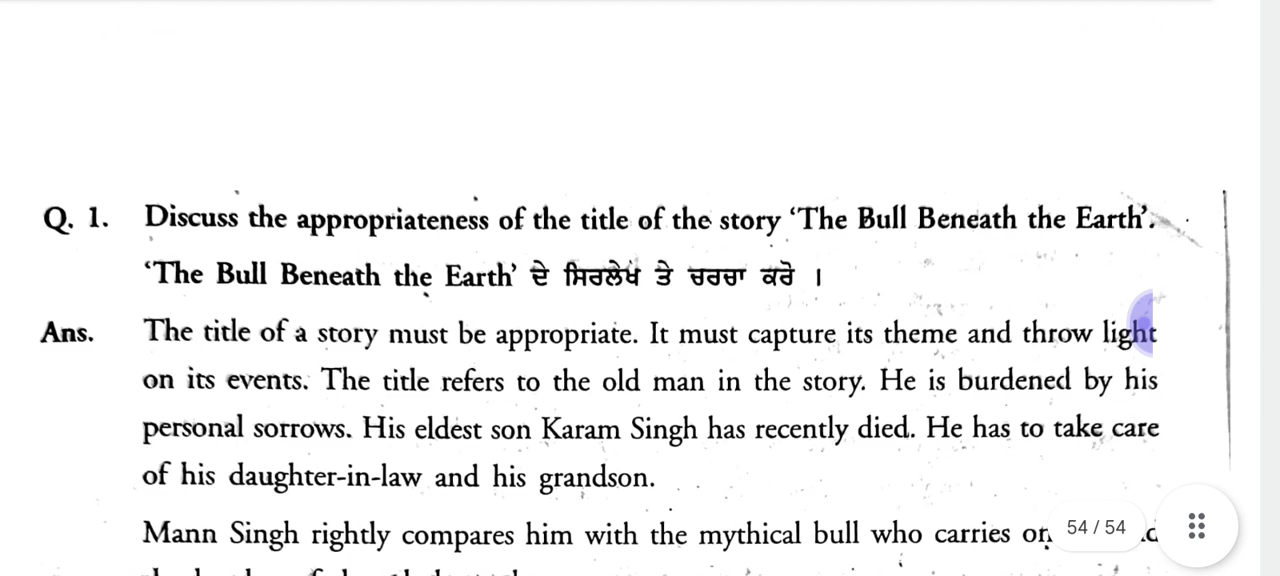 Q. 1. Discuss the appropriateness of the title of the story ‘The Bull Beneath the Earth’.
‘The Bull Beneath the Earth’ ਦੇ ਸਿਰਲੇਖ ਤੇ ਚਰਚਾ ਕਰੋ ।
Ans. The title of a story must be appropriate. It must capture its theme and throw light
on its events. The title refers to the old man in the story. He is burdened by his
personal sorrows. His eldest son Karam Singh has recently died. He has to take care
of his daughter-in-law and his grandson.
Mann Singh rightly compares him with the mythical bull who carries
54 / 54